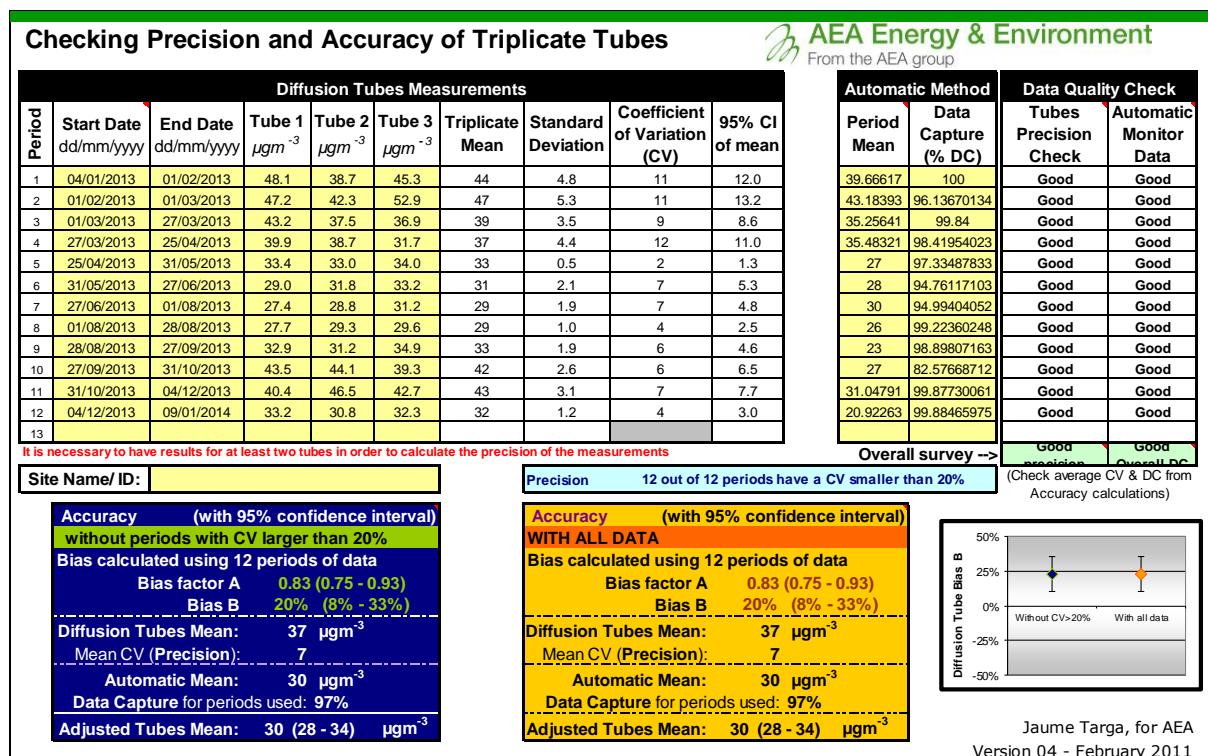 Checking Precision and Accuracy of Triplicate Tubes
AEA Energy & Environment
From the AEA group
Diffusion Tubes Measurements
Automatic Method
Data Quality Check
Period
Start Date dd/mm/yyyy
End Date dd/mm/yyyy
Tube 1 µgm-3
Tube 2 µgm-3
Tube 3 µgm-3
Triplicate Mean
Standard Deviation
Coefficient of Variation (CV)
95% CI of mean
Period Mean
Data Capture (% DC)
Tubes Precision Check
Automatic Monitor Data
1 04/01/2013 01/02/2013 48.1 38.7 45.3 44 4.8 11 12.0 39.66617 100 Good Good
2 01/02/2013 01/03/2013 47.2 42.3 52.9 47 5.3 11 13.2 43.18393 96.13670134 Good Good
3 01/03/2013 27/03/2013 43.2 37.5 36.9 39 3.5 9 8.6 35.25641 99.84 Good Good
4 27/03/2013 25/04/2013 39.9 38.7 31.7 37 4.4 12 11.0 35.48321 98.41954023 Good Good
5 25/04/2013 31/05/2013 33.4 33.0 34.0 33 0.5 2 1.3 27 97.33487833 Good Good
6 31/05/2013 27/06/2013 29.0 31.8 33.2 31 2.1 7 5.3 28 94.76117103 Good Good
7 27/06/2013 01/08/2013 27.4 28.8 31.2 29 1.9 7 4.8 30 94.99404052 Good Good
8 01/08/2013 28/08/2013 27.7 29.3 29.6 29 1.0 4 2.5 26 99.22360248 Good Good
9 28/08/2013 27/09/2013 32.9 31.2 34.9 33 1.9 6 4.6 23 98.89807163 Good Good
10 27/09/2013 31/10/2013 43.5 44.1 39.3 42 2.6 6 6.5 27 82.57668712 Good Good
11 31/10/2013 04/12/2013 40.4 46.5 42.7 43 3.1 7 7.7 31.04791 99.87730061 Good Good
12 04/12/2013 09/01/2014 33.2 30.8 32.3 32 1.2 4 3.0 20.92263 99.88465975 Good Good
13
It is necessary to have results for at least two tubes in order to calculate the precision of the measurements
Overall survey --> Good precision Good Overall DC
Site Name/ ID:
Precision 12 out of 12 periods have a CV smaller than 20%
(Check average CV & DC from
Accuracy calculations)
Accuracy (with 95% confidence interval)
without periods with CV larger than 20%
Bias calculated using 12 periods of data
Bias factor A 0.83 (0.75 - 0.93)
Bias B 20% (8% - 33%)
Diffusion Tubes Mean: 37 µgm-3
Mean CV (Precision): 7
Automatic Mean: 30 µgm-3
Data Capture for periods used: 97%
Adjusted Tubes Mean: 30 (28 - 34) µgm-3
Accuracy (with 95% confidence interval)
WITH ALL DATA
Bias calculated using 12 periods of data
Bias factor A 0.83 (0.75 - 0.93)
Bias B 20% (8% - 33%)
Diffusion Tubes Mean: 37 µgm-3
Mean CV (Precision): 7
Automatic Mean: 30 µgm-3
Data Capture for periods used: 97%
Adjusted Tubes Mean: 30 (28 - 34) µgm-3
Diffusion Tube Bias B
50%
25%
0%
-25%
-50%
Without CV>20%
With all data
Jaume Targa, for AEA
Version 04 - February 2011